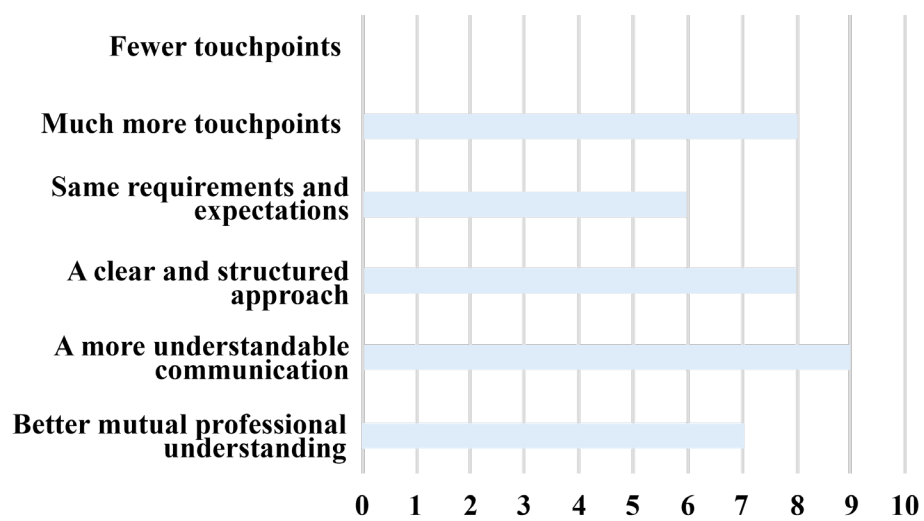 Fewer touchpoints
Much more touchpoints
Same requirements and
expectations
A clear and structured
approach
A more understandable
communication
Better mutual professional
understanding
0 1 2 3 4 5 6 7 8 9 10